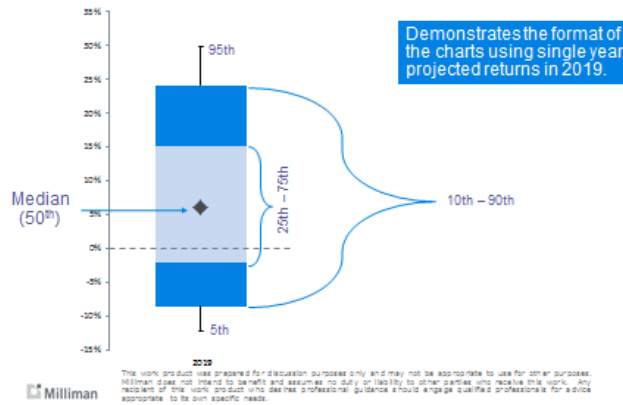 Demonstrates the format of
the charts using single year
projected returns in 2019.
35%
30%
25%
20%
15%
10%
5%
0%
-5%
-10%
-15%
95th
Median
(50th)
25th – 75th
10th – 90th
5th
2019
This work product was prepared for discussion purposes only and may not be appropriate to use for other purposes.
Milliman does not intend to benefit and assumes no duty or liability to other parties who receive this work. Any
recipient of this work product who desires professional guidance should engage qualified professionals for advice
appropriate to its own specific needs.
Milliman